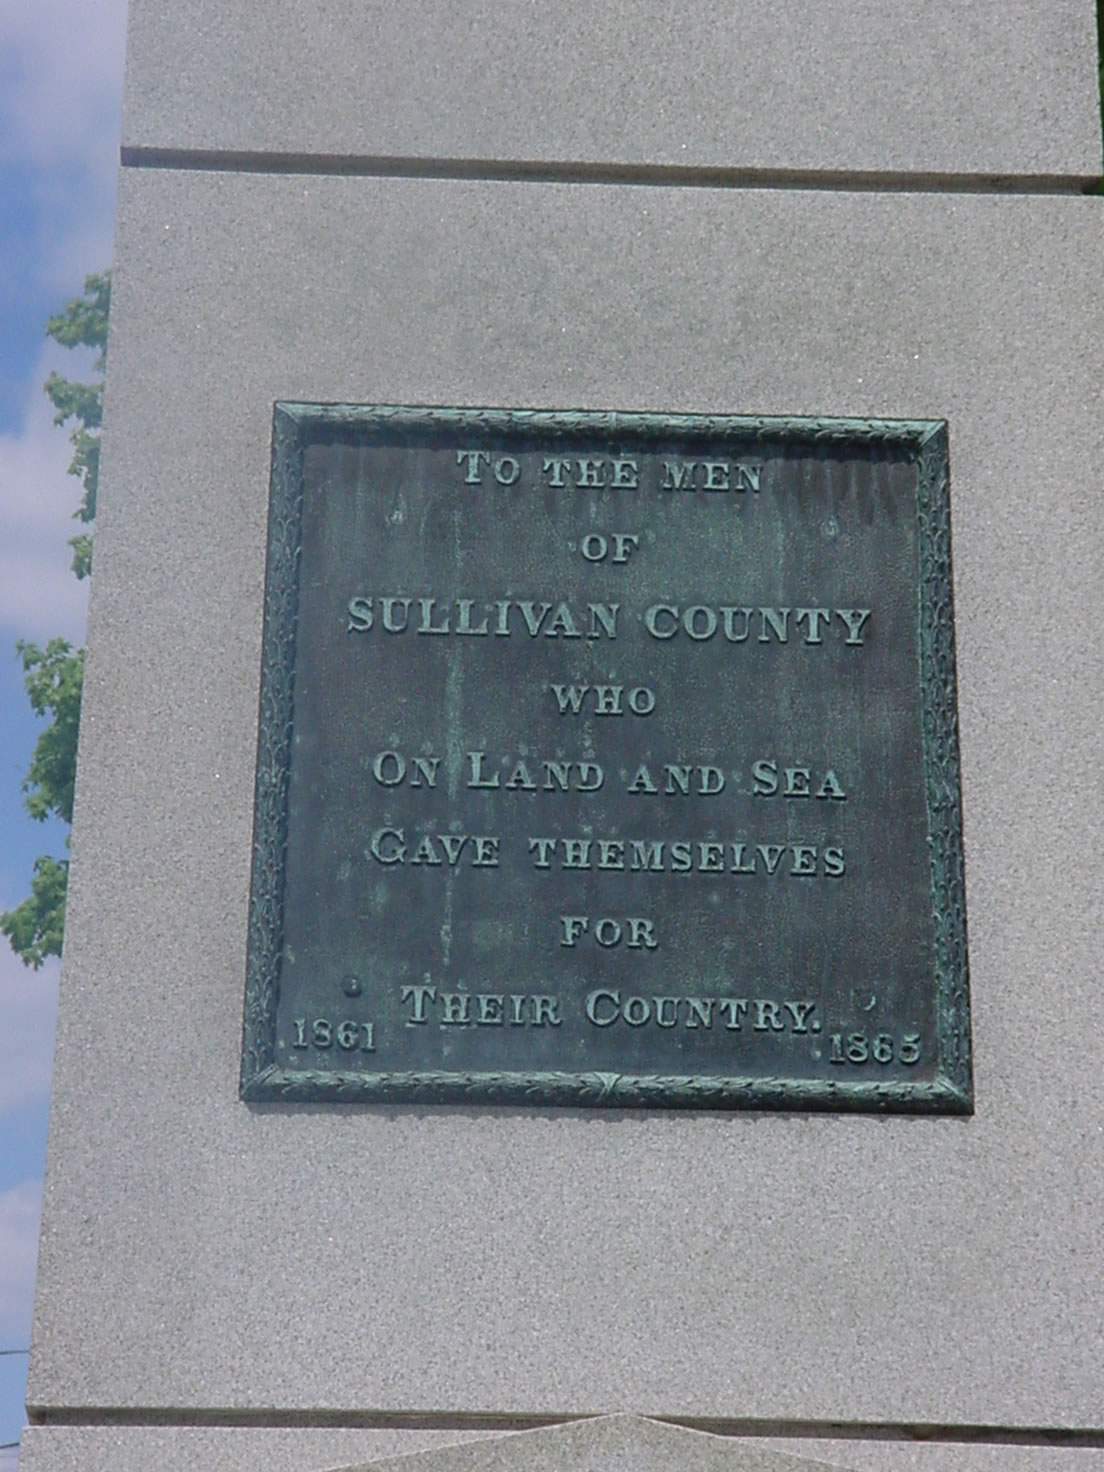 TO THE MEN
OF
SULLIVAN COUNTY
WHO
ON LAND AND SEA
GAVE THEMSELVES
FOR
THEIR COUNTRY.
1861 1865